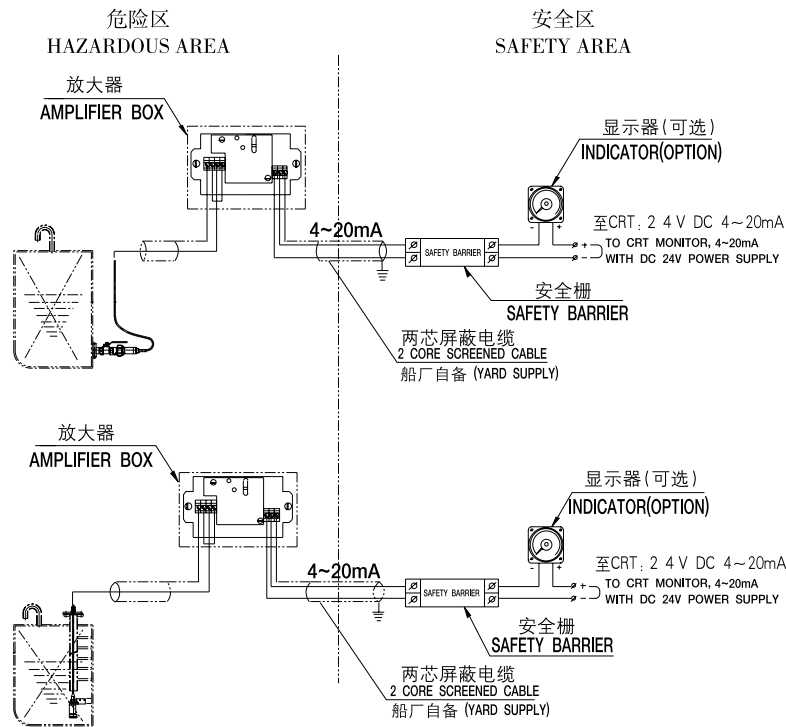 危险区
HAZARDOUS AREA
安全区
SAFETY AREA
放大器
AMPLIFIER BOX
显示器(可选)
INDICATOR(OPTION)
- +
4~20mA
SAFETY BARRIER
至CRT: 2 4 V DC 4~20mA
+ TO CRT MONITOR, 4~20mA
- WITH DC 24V POWER SUPPLY
安全栅
SAFETY BARRIER
两芯屏蔽电缆
2 CORE SCREENED CABLE
船厂自备 (YARD SUPPLY)
放大器
AMPLIFIER BOX
显示器(可选)
INDICATOR(OPTION)
- +
4~20mA
SAFETY BARRIER
至CRT: 2 4 V DC 4~20mA
+ TO CRT MONITOR, 4~20mA
- WITH DC 24V POWER SUPPLY
安全栅
SAFETY BARRIER
两芯屏蔽电缆
2 CORE SCREENED CABLE
船厂自备 (YARD SUPPLY)